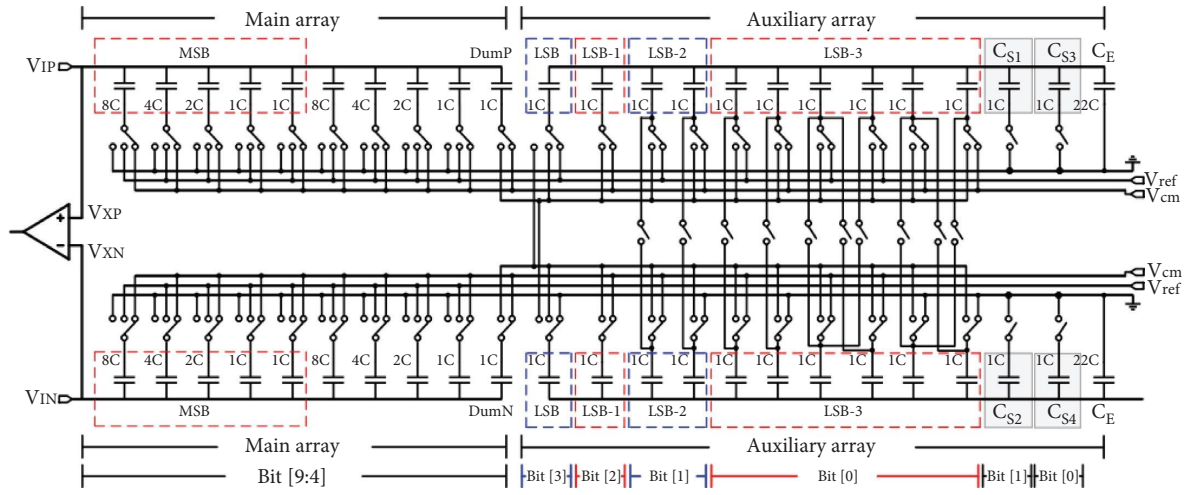 Main array Auxiliary array
MSB DumP LSB LSB-1 LSB-2 LSB-3 CS1 CS3 CE
VIP
8C 4C 2C 1C 1C 8C 4C 2C 1C 1C 1C 1C 1C 1C 1C 1C 1C 1C 1C 1C 1C 1C 22C
Vref
Vcm
VXP
+
-
VXN
Vcm
Vref
8C 4C 2C 1C 1C 8C 4C 2C 1C 1C 1C 1C 1C 1C 1C 1C 1C 1C 1C 1C 1C 1C 22C
VIN
MSB DumN LSB LSB-1 LSB-2 LSB-3 CS2 CS4 CE
Main array Auxiliary array
Bit [9:4] Bit [3] Bit [2] Bit [1] Bit [0] Bit [1] Bit [0]